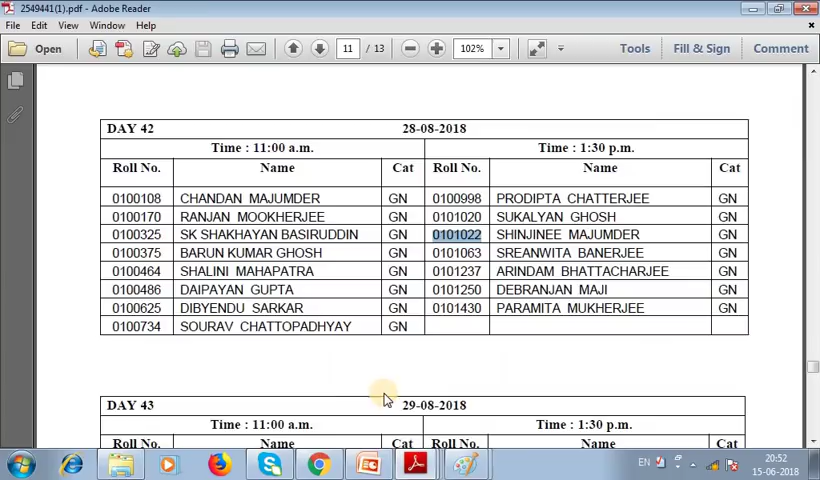 2549441(1).pdf - Adobe Reader
File Edit View Window Help
Open 11 / 13 102% Tools Fill & Sign Comment
DAY 42 28-08-2018
Time : 11:00 a.m. Time : 1:30 p.m.
Roll No. Name Cat Roll No. Name Cat
0100108 CHANDAN MAJUMDER GN 0100998 PRODIPTA CHATTERJEE GN
0100170 RANJAN MOOKHERJEE GN 0101020 SUKALYAN GHOSH GN
0100325 SK SHAKHAYAN BASIRUDDIN GN 0101022 SHINJINEE MAJUMDER GN
0100375 BARUN KUMAR GHOSH GN 0101063 SREANWITA BANERJEE GN
0100464 SHALINI MAHAPATRA GN 0101237 ARINDAM BHATTACHARJEE GN
0100486 DAIPAYAN GUPTA GN 0101250 DEBRANJAN MAJI GN
0100625 DIBYENDU SARKAR GN 0101430 PARAMITA MUKHERJEE GN
0100734 SOURAV CHATTOPADHYAY GN
DAY 43 29-08-2018
Time : 11:00 a.m. Time : 1:30 p.m.
Roll No. Name Cat Roll No. Name Cat
EN 20:52
15-06-2018